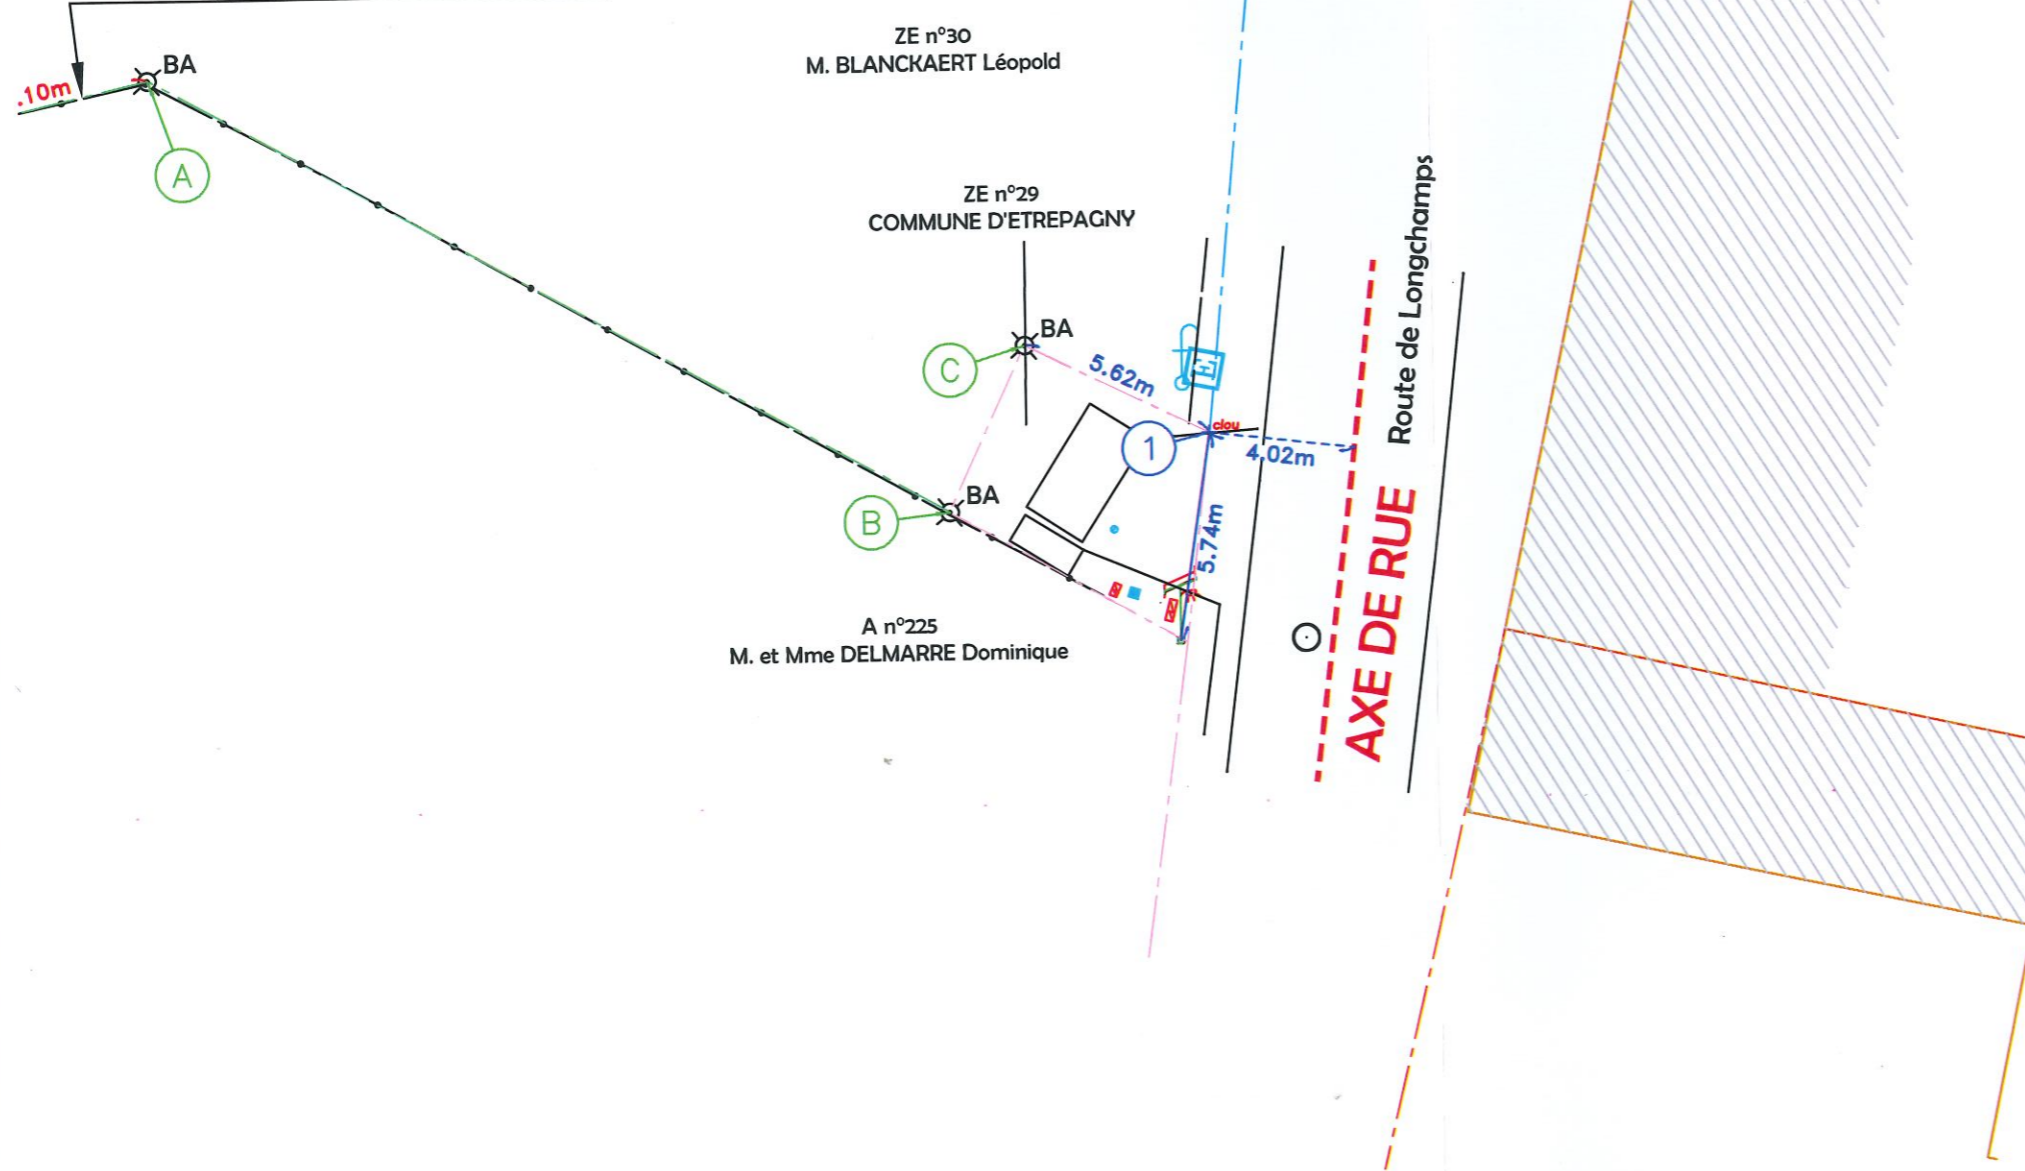 ZE n°30
M. BLANCKAERT Léopold
BA
.10m
A
ZE n°29
COMMUNE D'ETREPAGNY
Route de Longchamps
BA
C
5.62m
E
clou
1
4.02m
BA
B
5.74m
AXE DE RUE
A n°225
M. et Mme DELMARRE Dominique